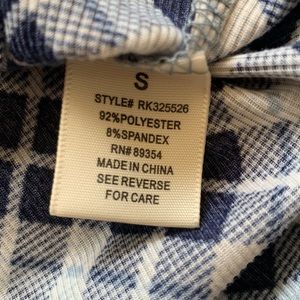 S
STYLE# RK325526
92%POLYESTER
8%SPANDEX
RN# 89354
MADE IN CHINA
SEE REVERSE
FOR CARE